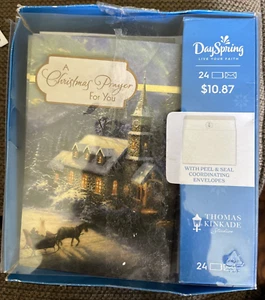 A
Christmas Prayer
For You
DaySpring
LIVE YOUR FAITH
24
$10.87
WITH PEEL & SEAL
COORDINATING
ENVELOPES
THOMAS
KINKADE
Studios
24